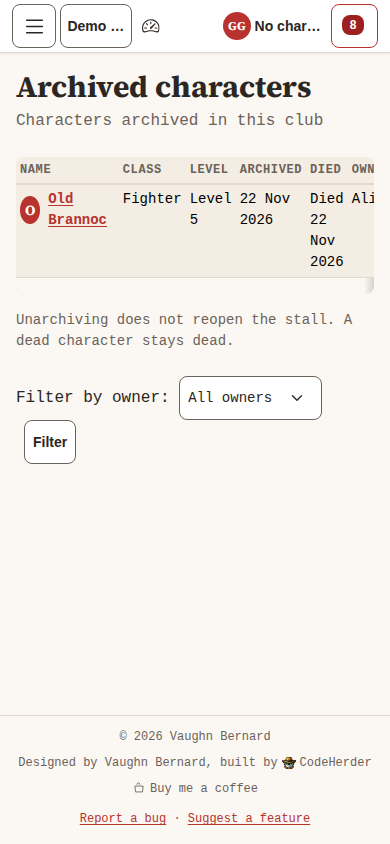 Demo ...
GG No char... 8
Archived characters
Characters archived in this club
NAME CLASS LEVEL ARCHIVED DIED OWN
O Old Brannoc Fighter Level 5 22 Nov 2026 Died 22 Nov 2026 Ali
Unarchiving does not reopen the stall. A
dead character stays dead.
Filter by owner: All owners
Filter
© 2026 Vaughn Bernard
Designed by Vaughn Bernard, built by CodeHerder
Buy me a coffee
Report a bug · Suggest a feature